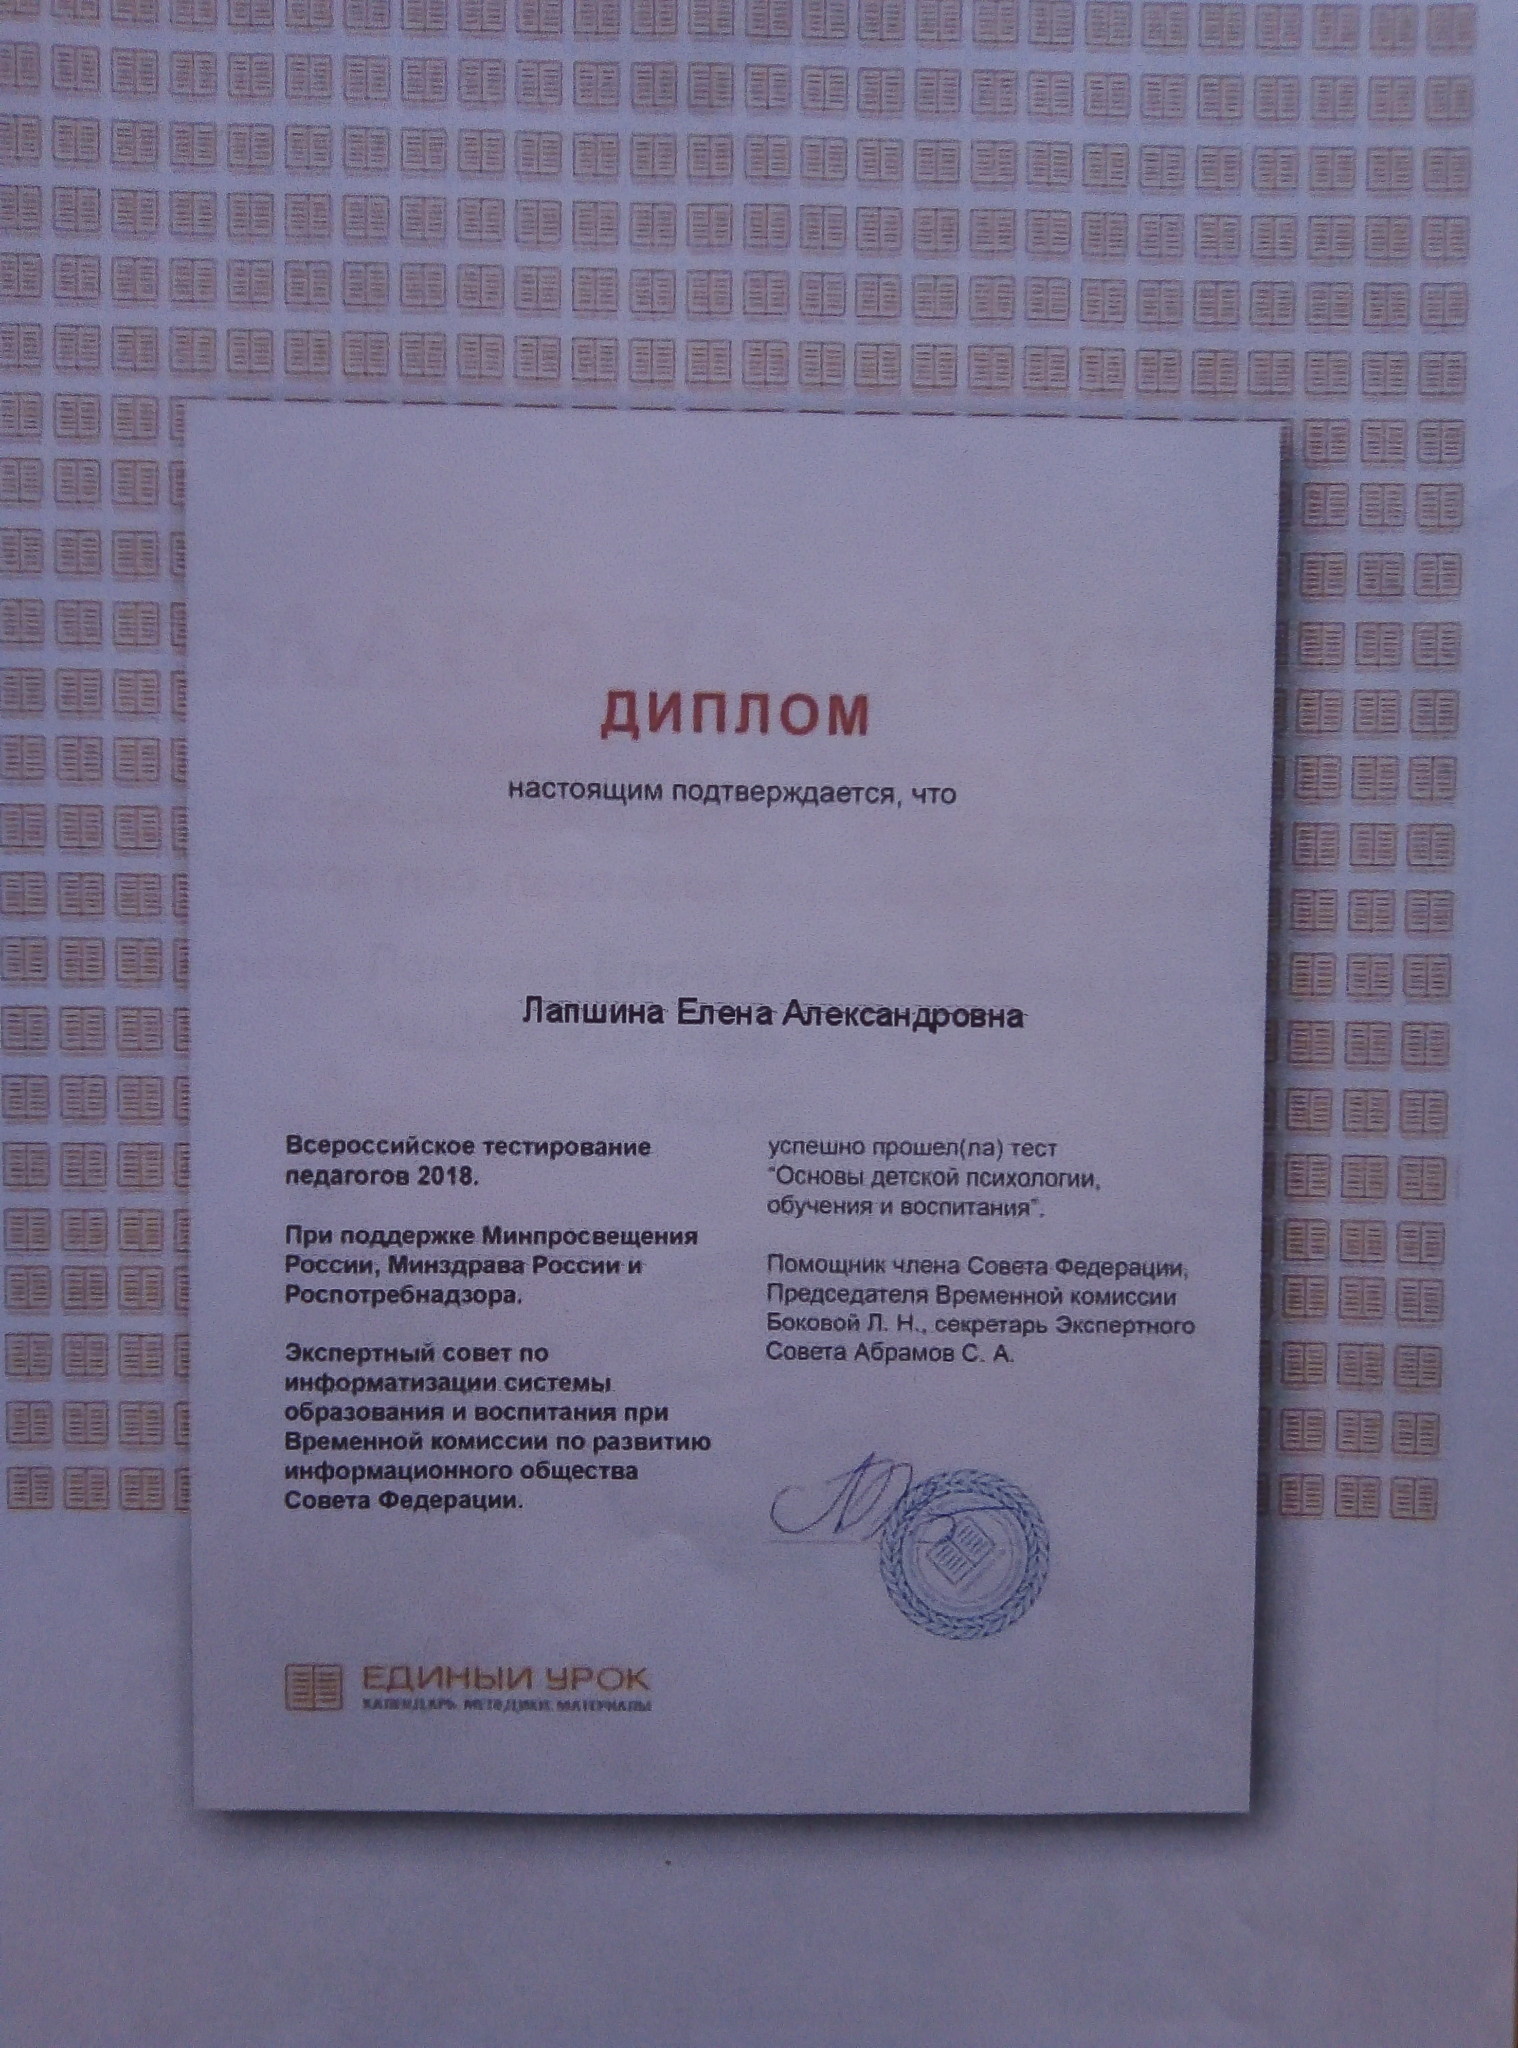 ДИПЛОМ
настоящим подтверждается, что
Лапшина Елена Александровна
Всероссийское тестирование
педагогов 2018.
При поддержке Минпросвещения
России, Минздрава России и
Роспотребнадзора.
Экспертный совет по
информатизации системы
образования и воспитания при
Временной комиссии по развитию
информационного общества
Совета Федерации.
успешно прошел(ла) тест
"Основы детской психологии,
обучения и воспитания".
Помощник члена Совета Федерации,
Председателя Временной комиссии
Боковой Л. Н., секретарь Экспертного
Совета Абрамов С. А.
ЕДИНЫЙ УРОК
КАЛЕНДАРЬ. МЕТОДИКИ. МАТЕРИАЛЫ